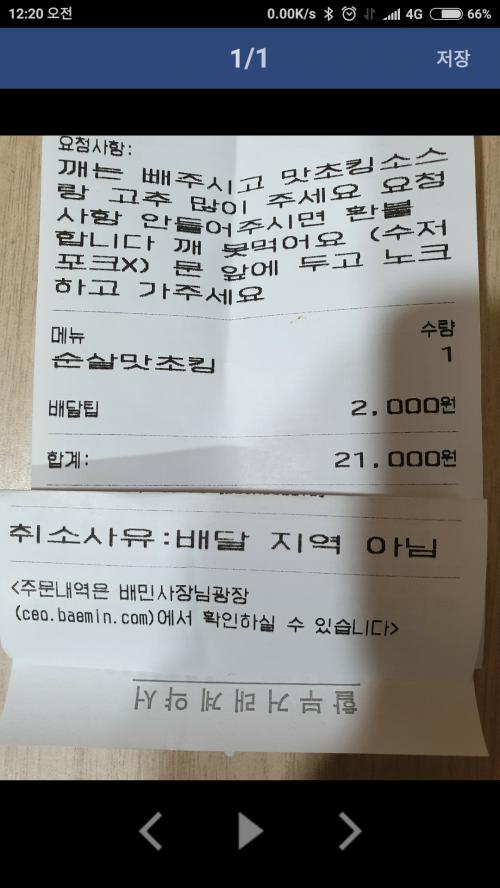 12:20 오전
0.00K/s 4G 66%
1/1
저장
요청사항:
깨는 빼주시고 맛초킹소스
랑 고추 많이 주세요 요청
사항 안들어주시면 환불
합니다 깨 못먹어요 (수저
포크X) 문 앞에 두고 노크
하고 가주세요
메뉴 수량
순살맛초킹 1
배달팁 2,000원
합계: 21,000원
취소사유:배달 지역 아님
<주문내역은 배민사장님광장
(ceo.baemin.com)에서 확인하실 수 있습니다>
할부거래계약서